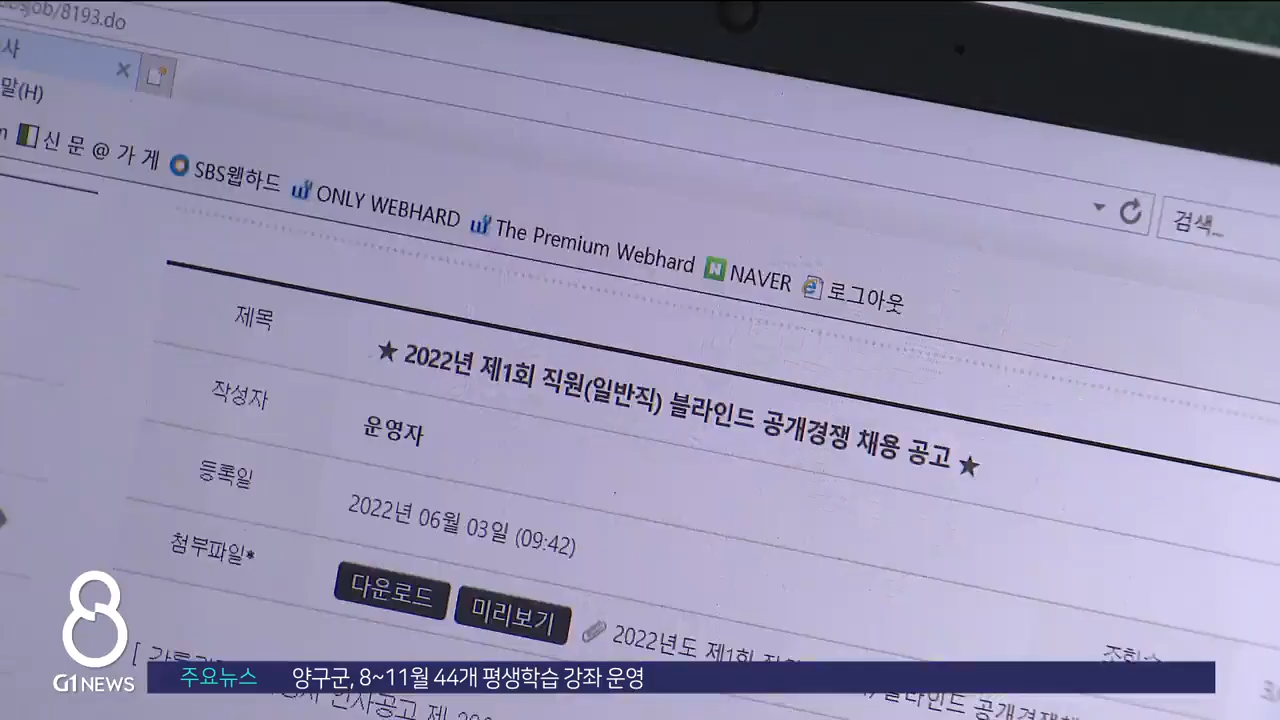 job/8193.do
말(H)
신 문 @ 가 게 SBS웹하드 ONLY WEBHARD The Premium Webhard NAVER 로그아웃
검색...
제목 ★ 2022년 제1회 직원(일반직) 블라인드 공개경쟁 채용 공고 ★
작성자 운영자
등록일 2022년 06월 03일 (09:42)
첨부파일* 다운로드 미리보기 2022년도 제1회
8
G1 NEWS
주요뉴스 양구군, 8~11월 44개 평생학습 강좌 운영